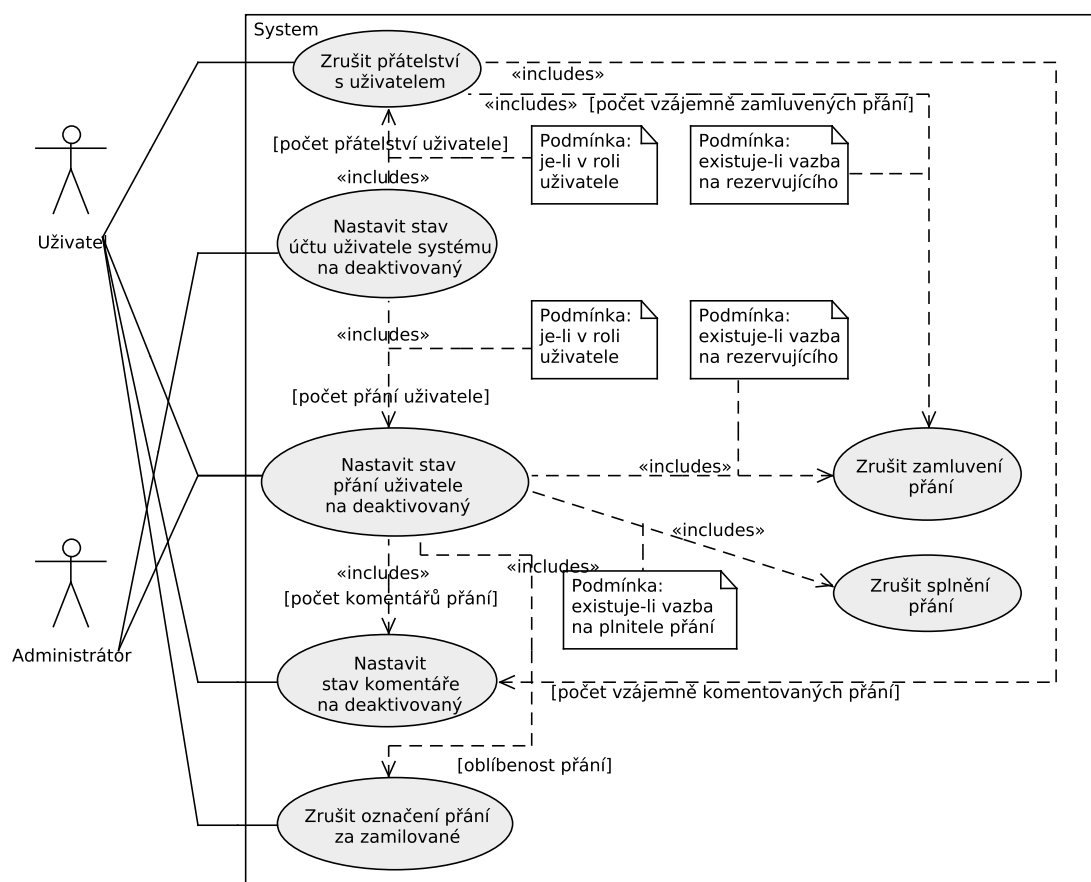 System
Zrušit přátelství
s uživatelem
«includes»
«includes» [počet vzájemně zamluvených přání]
[počet přátelství uživatele]
«includes»
Podmínka:
je-li v roli
uživatele
Podmínka:
existuje-li vazba
na rezervujícího
Uživatel
Nastavit stav
účtu uživatele systému
na deaktivovaný
«includes»
Podmínka:
je-li v roli
uživatele
Podmínka:
existuje-li vazba
na rezervujícího
[počet přání uživatele]
Nastavit stav
přání uživatele
na deaktivovaný
«includes»
Zrušit zamluvení
přání
«includes»
«includes»
[počet komentářů přání]
«includes»
Podmínka:
existuje-li vazba
na plnitele přání
Zrušit splnění
přání
Administrátor
Nastavit
stav komentáře
na deaktivovaný
[počet vzájemně komentovaných přání]
[oblíbenost přání]
Zrušit označení přání
za zamilované